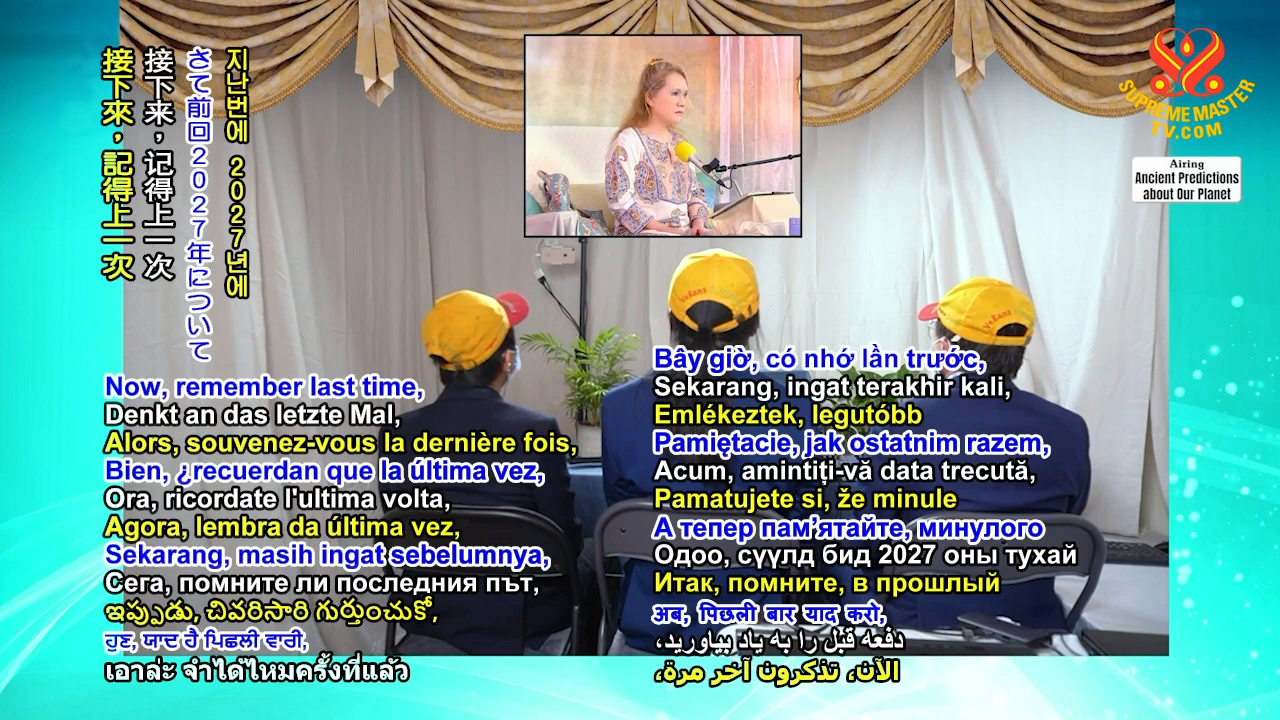 接下來，記得上一次
接下来，记得上一次
さて前回2027年について
지난번에 2027년에
SUPREME MASTER
TV.COM
Airing
Ancient Predictions
about Our Planet
Now, remember last time,
Denkt an das letzte Mal,
Alors, souvenez-vous la dernière fois,
Bien, ¿recuerdan que la última vez,
Ora, ricordate l'ultima volta,
Agora, lembra da última vez,
Sekarang, masih ingat sebelumnya,
Сега, помните ли последния път,
ఇప్పుడు, చివరిసారి గుర్తుంచుకో,
ਹੁਣ, ਯਾਦ ਹੈ ਪਿਛਲੀ ਵਾਰੀ,
เอาล่ะ จำได้ไหมครั้งที่แล้ว
Bây giờ, có nhớ lần trước,
Sekarang, ingat terakhir kali,
Emlékeztek, legutóbb
Pamiętacie, jak ostatnim razem,
Acum, amintiți-vă data trecută,
Pamatujete si, že minule
А тепер пам’ятайте, минулого
Одоо, сүүлд бид 2027 оны тухай
Итак, помните, в прошлый
अब, पिछली बार याद करो,
دفعه قبل را به یاد بیاورید،
الآن، تذكرون آخر مرة،